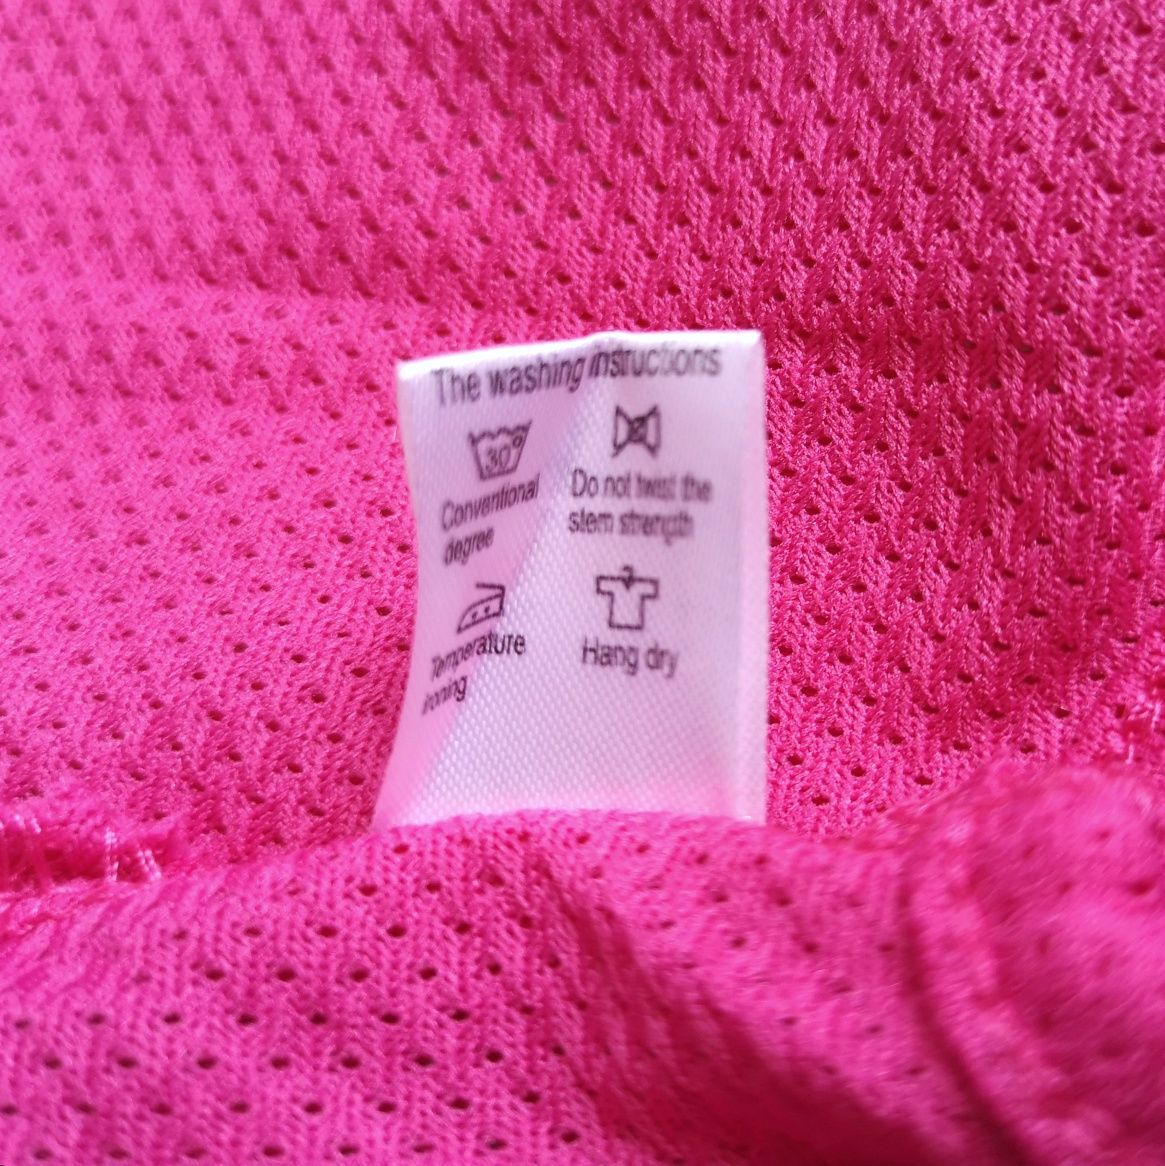 The washing instructions
30°
Conventional
degree
Do not twist the
stem strength
Temperature
ironing
Hang dry